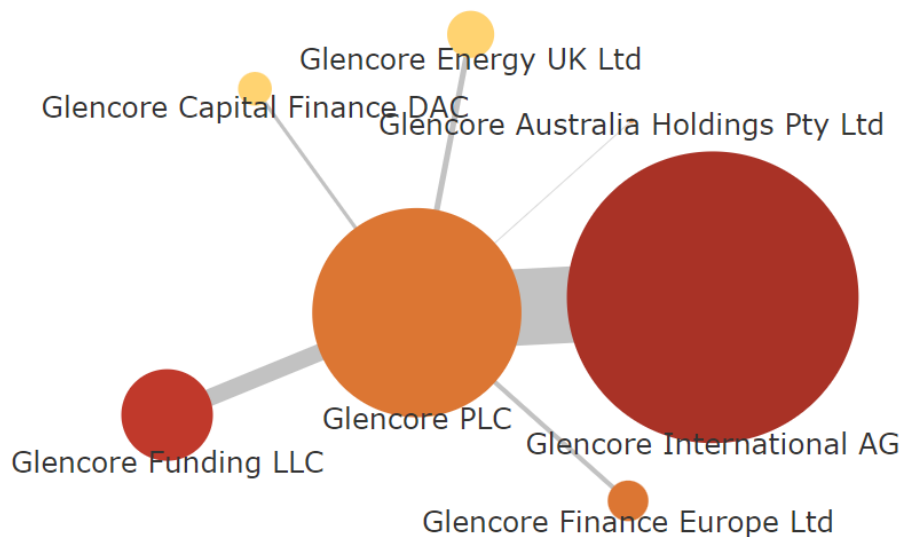 Glencore Energy UK Ltd
Glencore Capital Finance DAC
Glencore Australia Holdings Pty Ltd
Glencore PLC
Glencore International AG
Glencore Funding LLC
Glencore Finance Europe Ltd